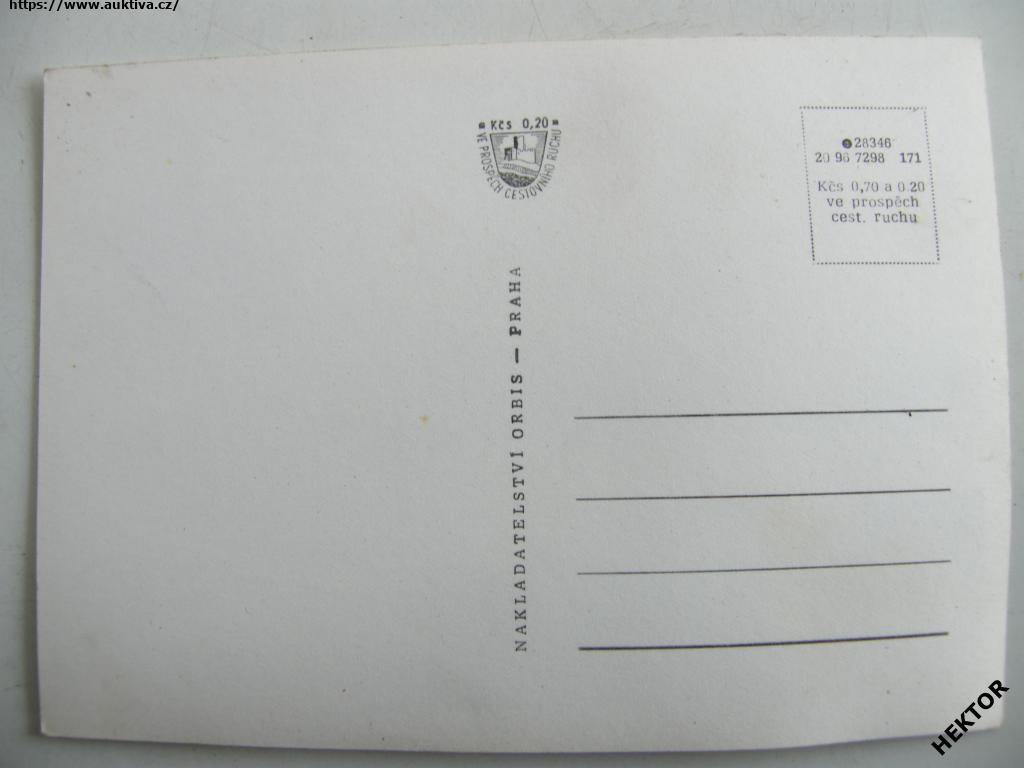 https://www.auktiva.cz/
Kčs 0,20
VE PROSPĚCH CESTOVNÍHO RUCHU
28346
20 96 7298 171
Kčs 0,70 a 0.20
ve prospěch
cest. ruchu
NAKLADATELSTVÍ ORBIS — PRAHA
HEKTOR